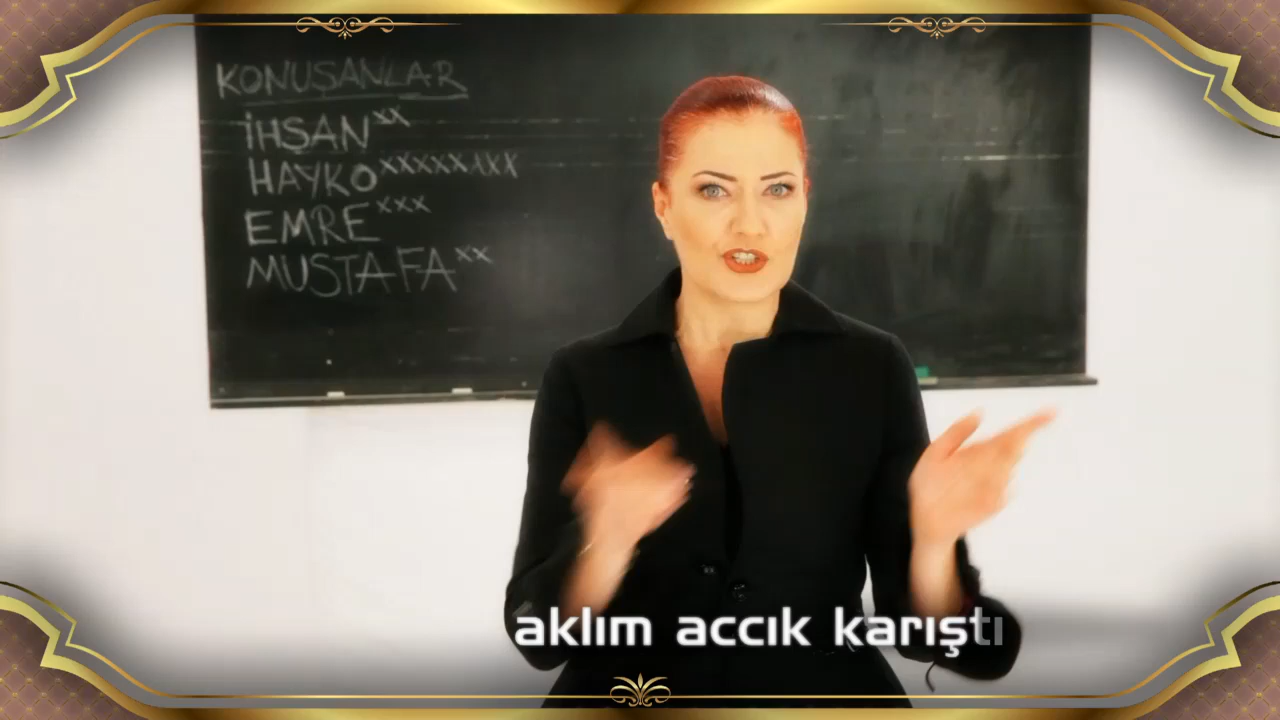 KONUŞANLAR
İHSAN xx
HAYKO xxxxxxxx
EMRE xxx
MUSTAFA xx
aklım accık karıştı